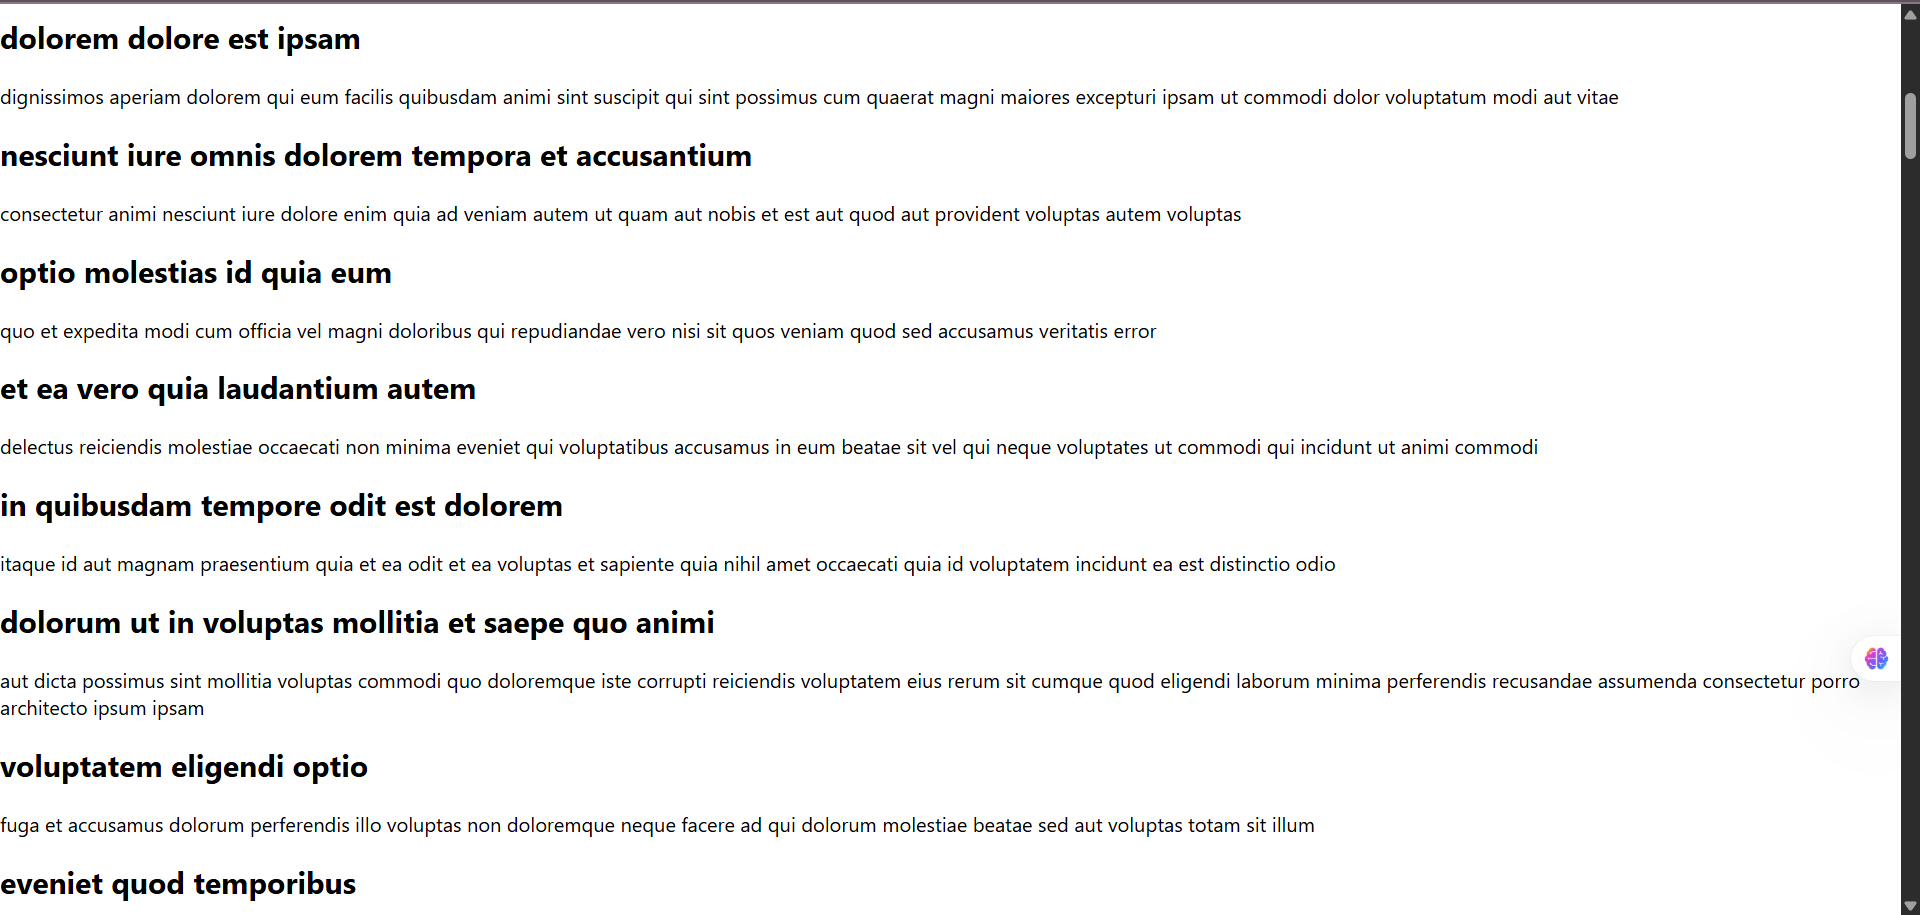 dolorem dolore est ipsam
dignissimos aperiam dolorem qui eum facilis quibusdam animi sint suscipit qui sint possimus cum quaerat magni maiores excepturi ipsam ut commodi dolor voluptatum modi aut vitae
nesciunt iure omnis dolorem tempora et accusantium
consectetur animi nesciunt iure dolore enim quia ad veniam autem ut quam aut nobis et est aut quod aut provident voluptas autem voluptas
optio molestias id quia eum
quo et expedita modi cum officia vel magni doloribus qui repudiandae vero nisi sit quos veniam quod sed accusamus veritatis error
et ea vero quia laudantium autem
delectus reiciendis molestiae occaecati non minima eveniet qui voluptatibus accusamus in eum beatae sit vel qui neque voluptates ut commodi qui incidunt ut animi commodi
in quibusdam tempore odit est dolorem
itaque id aut magnam praesentium quia et ea odit et ea voluptas et sapiente quia nihil amet occaecati quia id voluptatem incidunt ea est distinctio odio
dolorum ut in voluptas mollitia et saepe quo animi
aut dicta possimus sint mollitia voluptas commodi quo doloremque iste corrupti reiciendis voluptatem eius rerum sit cumque quod eligendi laborum minima perferendis recusandae assumenda consectetur porro
architecto ipsum ipsam
voluptatem eligendi optio
fuga et accusamus dolorum perferendis illo voluptas non doloremque neque facere ad qui dolorum molestiae beatae sed aut voluptas totam sit illum
eveniet quod temporibus